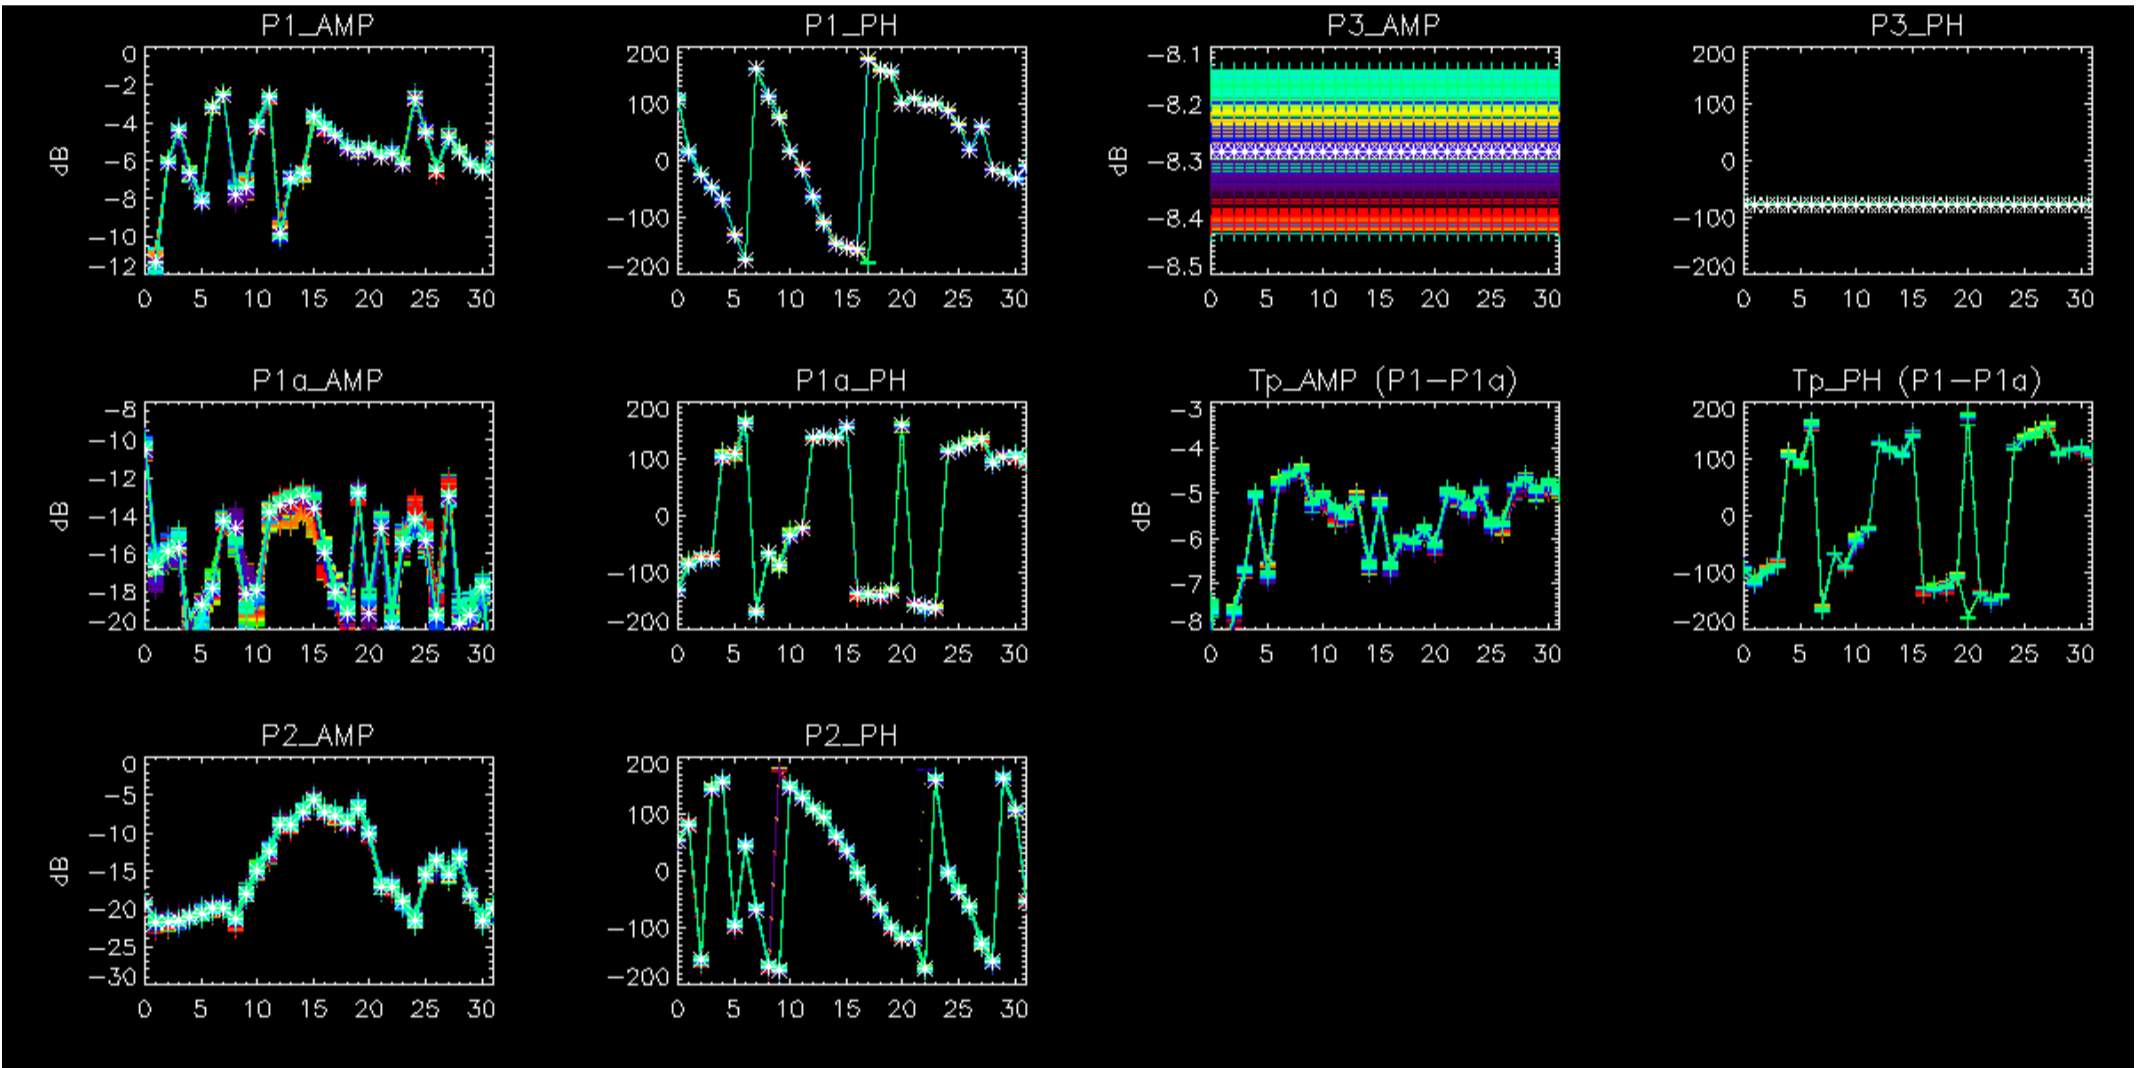 P1_AMP P1_PH P3_AMP P3_PH
0 200 -8.1 200
-2
-4 100 -8.2 100
dB -6 0 dB -8.3 0
-8
-10 -100 -8.4 -100
-12 -200 -8.5 -200
0 5 10 15 20 25 30 0 5 10 15 20 25 30 0 5 10 15 20 25 30 0 5 10 15 20 25 30
P1a_AMP P1a_PH Tp_AMP (P1-P1a) Tp_PH (P1-P1a)
-8 200 -3 200
-10 100 -4 100
-12
dB -14 0 dB -5 0
-16 -6
-18 -100 -7 -100
-20 -200 -8 -200
0 5 10 15 20 25 30 0 5 10 15 20 25 30 0 5 10 15 20 25 30 0 5 10 15 20 25 30
P2_AMP P2_PH
0 200
-5 100
-10
dB -15 0
-20 -100
-25
-30 -200
0 5 10 15 20 25 30 0 5 10 15 20 25 30